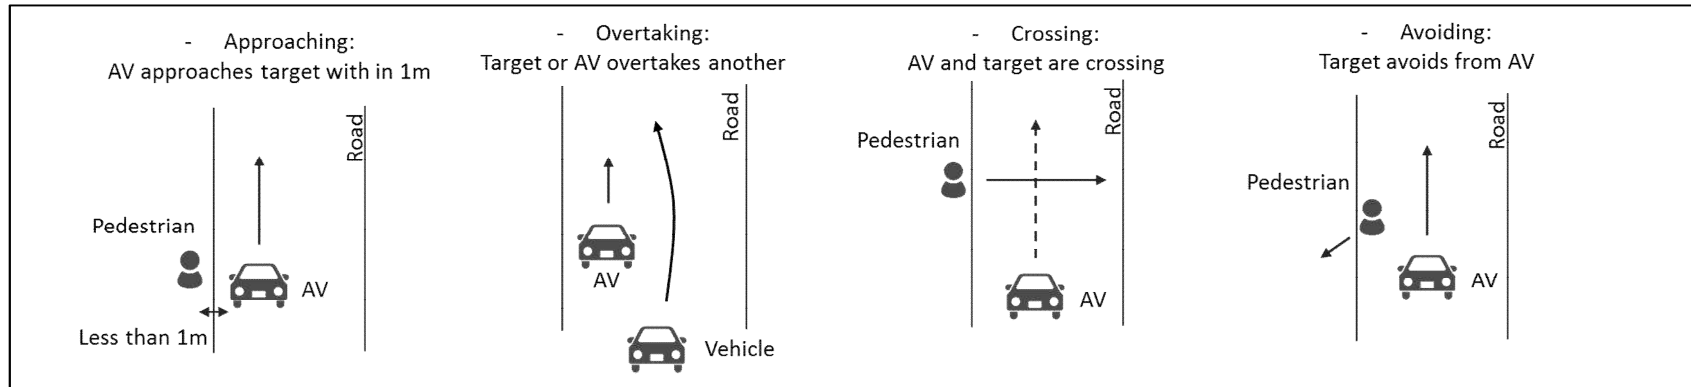 - Approaching:
AV approaches target with in 1m
Road
Pedestrian
AV
Less than 1m
- Overtaking:
Target or AV overtakes another
Road
AV
Vehicle
- Crossing:
AV and target are crossing
Road
Pedestrian
AV
- Avoiding:
Target avoids from AV
Road
Pedestrian
AV